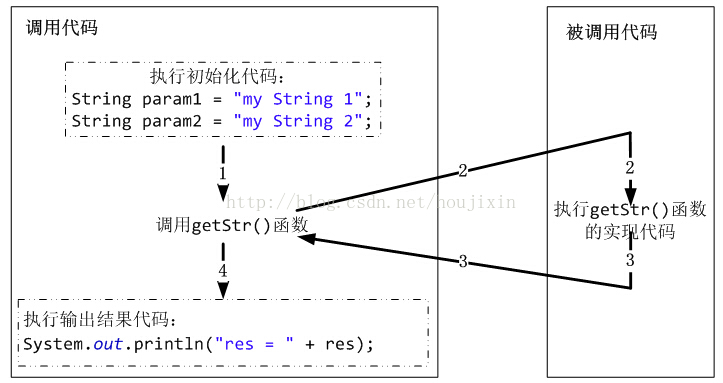 调用代码
被调用代码
执行初始化代码：
String param1 = "my String 1";
String param2 = "my String 2";
1
2
2
http://blog.csdn.net/houjixin
调用getStr()函数
执行getStr()函数
的实现代码
3
3
4
执行输出结果代码：
System.out.println("res = " + res);